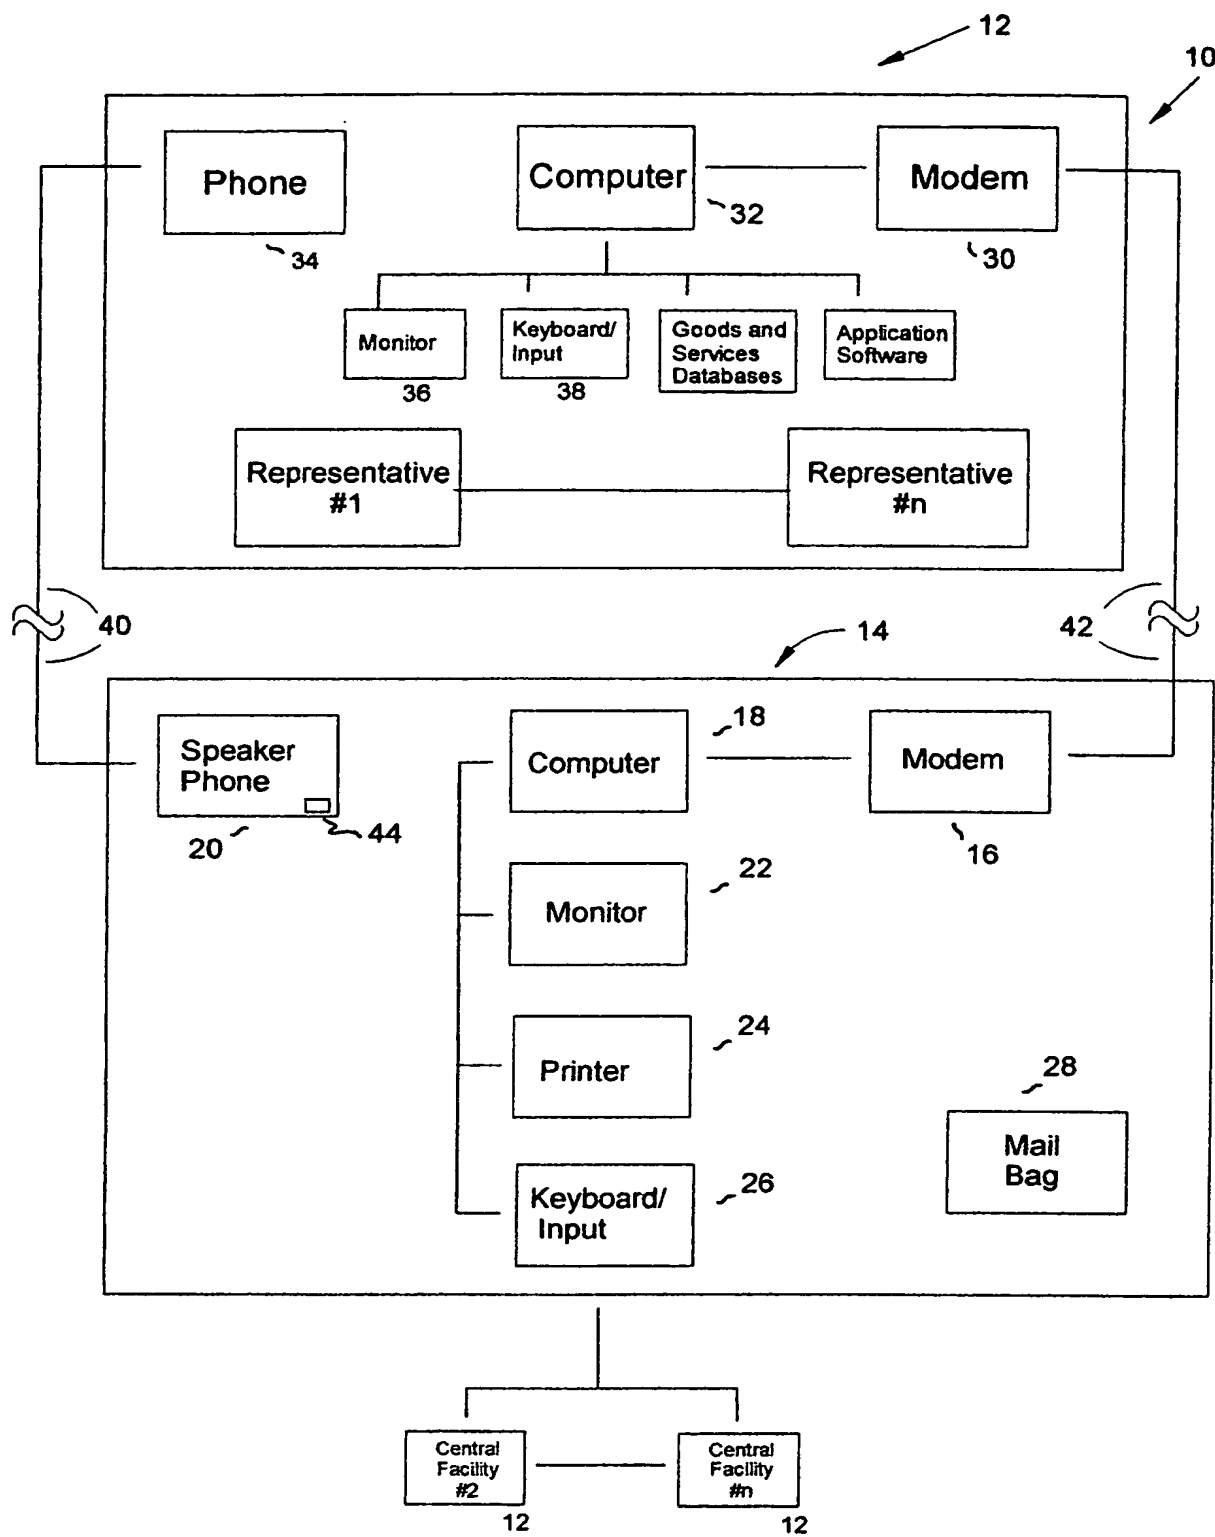 12
10
Phone
34
Computer
32
Modem
30
Monitor
36
Keyboard/
Input
38
Goods and
Services
Databases
Application
Software
Representative
#1
Representative
#n
40
42
14
Speaker
Phone
20
44
Computer
18
Modem
16
Monitor
22
Printer
24
Keyboard/
Input
26
28
Mail
Bag
Central
Facility
#2
12
Central
Facility
#n
12